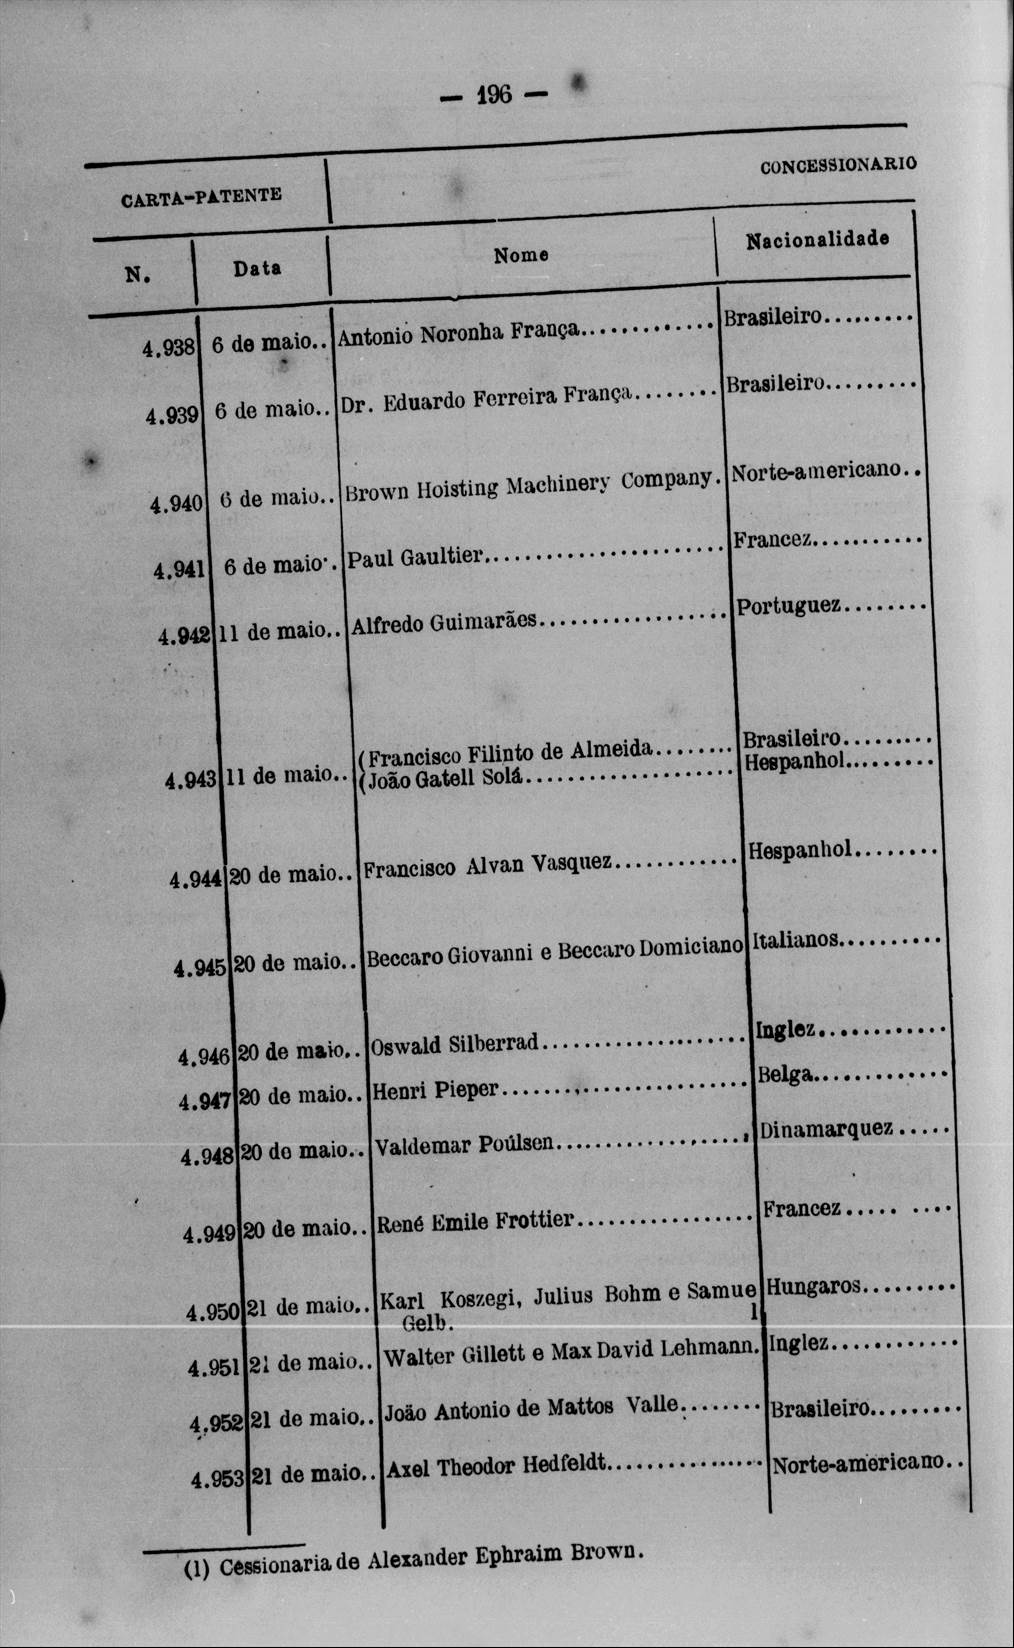 — 196 —
CARTA-PATENTE CONCESSIONARIO
N. Data Nome Nacionalidade
4.938 6 de maio.. Antonio Noronha França............. Brasileiro.........
4.939 6 de maio.. Dr. Eduardo Ferreira França........ Brasileiro.........
4.940 6 de maio.. Brown Hoisting Machinery Company. Norte-americano..
4.941 6 de maio.. Paul Gaultier........................ Francez...........
4.942 11 de maio.. Alfredo Guimarães.................. Portuguez........
4.943 11 de maio.. (Francisco Filinto de Almeida........ Brasileiro.........
(João Gatell Solá..................... Hespanhol.........
4.944 20 de maio.. Francisco Alvan Vasquez............ Hespanhol........
4.945 20 de maio.. Beccaro Giovanni e Beccaro Domiciano Italianos..........
4.946 20 de maio.. Oswald Silberrad.................... Inglez............
4.947 20 de maio.. Henri Pieper........................ Belga.............
4.948 20 de maio.. Valdemar Poúlsen................... Dinamarquez.....
4.949 20 de maio.. René Emile Frottier................. Francez..... ....
4.950 21 de maio.. Karl Koszegi, Julius Bohm e Samue Hungaros.........
Gelb. l
4.951 21 de maio.. Walter Gillett e Max David Lehmann. Inglez............
4.952 21 de maio.. João Antonio de Mattos Valle........ Brasileiro.........
4.953 21 de maio.. Axel Theodor Hedfeldt............... Norte-americano..
(1) Cessionaria de Alexander Ephraim Brown.